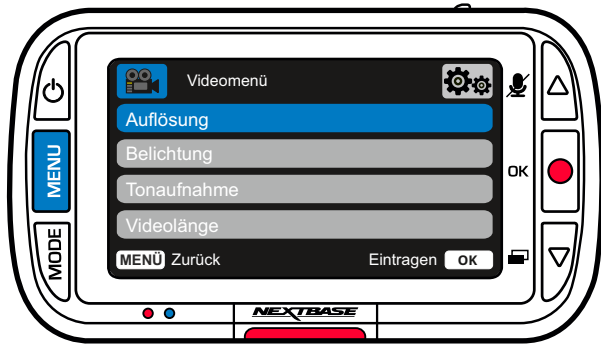 Videomenü
Auflösung
Belichtung
Tonaufnahme
Videolänge
MENÜ Zurück Eintragen OK
MENU
MODE
OK
NEXTBASE